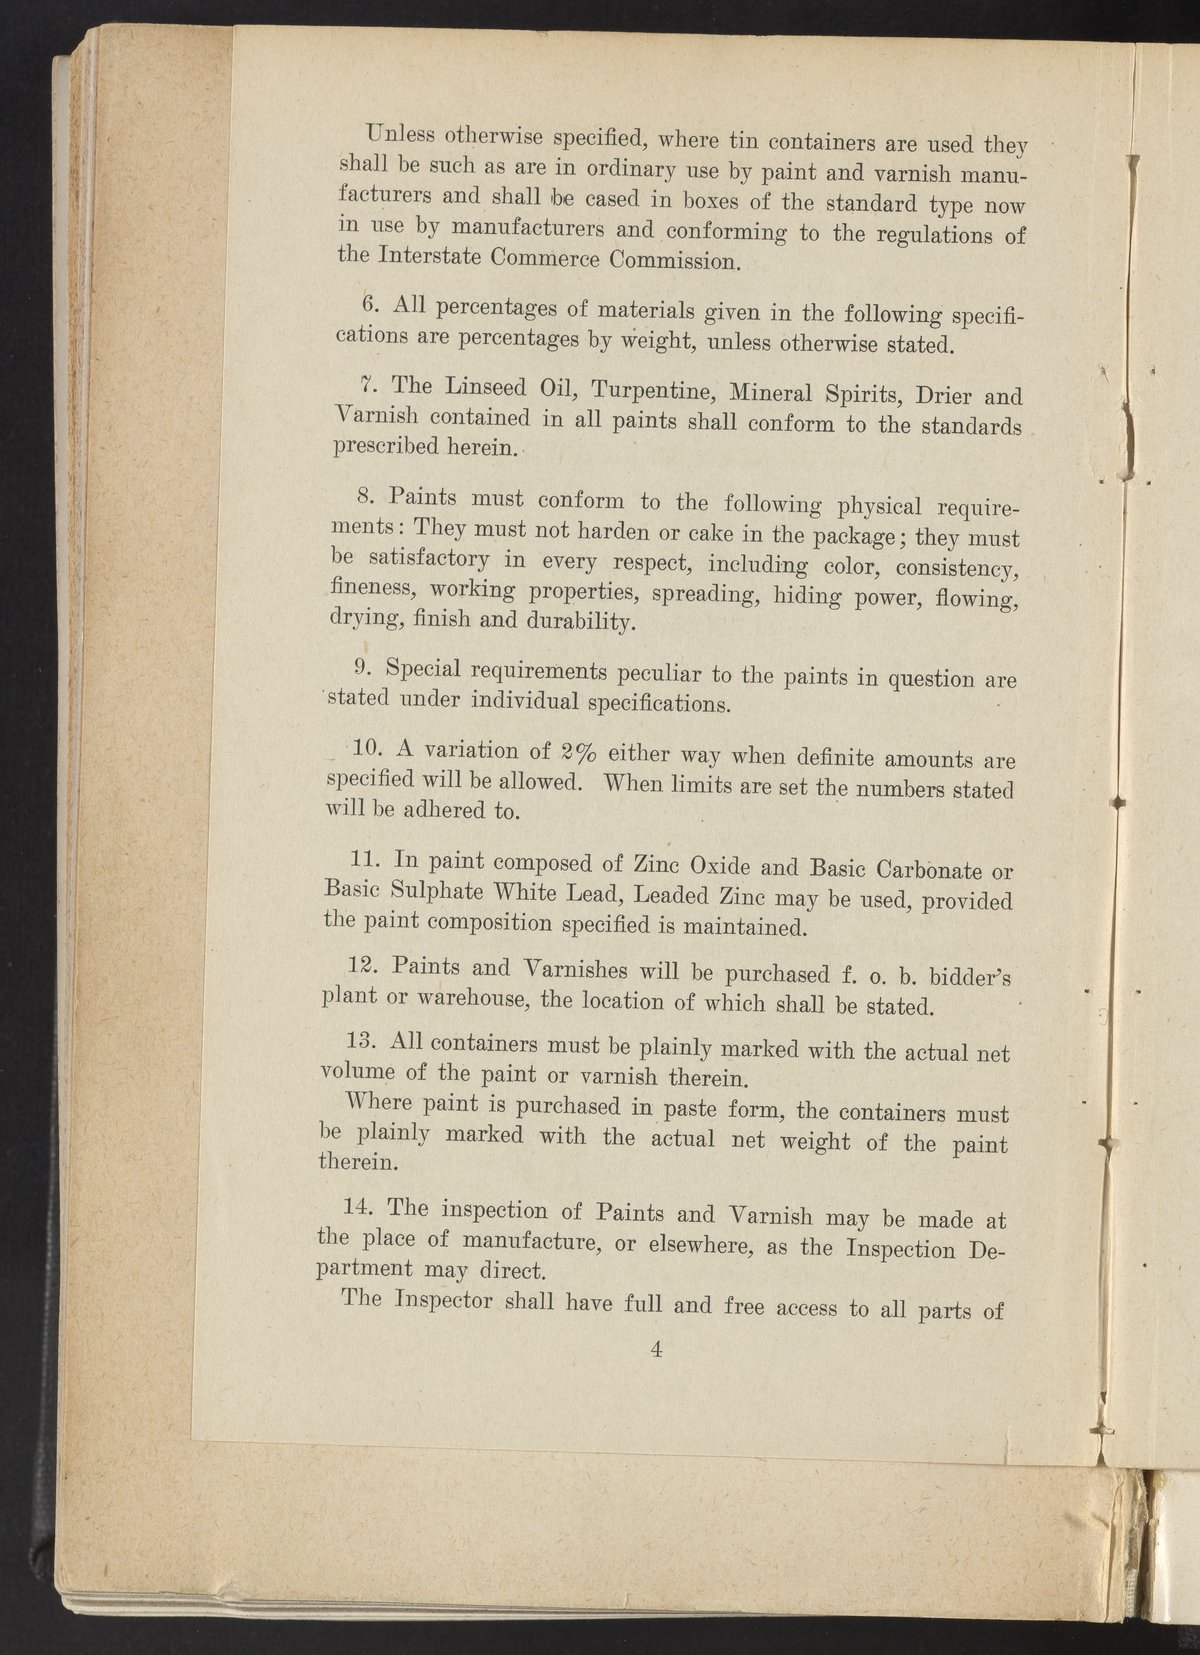 Unless otherwise specified, where tin containers are used they
shall be such as are in ordinary use by paint and varnish manu-
facturers and shall be cased in boxes of the standard type now
in use by manufacturers and conforming to the regulations of
the Interstate Commerce Commission.
6. All percentages of materials given in the following specifi-
cations are percentages by weight, unless otherwise stated.
7. The Linseed Oil, Turpentine, Mineral Spirits, Drier and
Varnish contained in all paints shall conform to the standards
prescribed herein.
8. Paints must conform to the following physical require-
ments: They must not harden or cake in the package; they must
be satisfactory in every respect, including color, consistency,
fineness, working properties, spreading, hiding power, flowing,
drying, finish and durability.
9. Special requirements peculiar to the paints in question are
stated under individual specifications.
10. A variation of 2% either way when definite amounts are
specified will be allowed. When limits are set the numbers stated
will be adhered to.
11. In paint composed of Zinc Oxide and Basic Carbonate or
Basic Sulphate White Lead, Leaded Zinc may be used, provided
the paint composition specified is maintained.
12. Paints and Varnishes will be purchased f. o. b. bidder's
plant or warehouse, the location of which shall be stated.
13. All containers must be plainly marked with the actual net
volume of the paint or varnish therein.
Where paint is purchased in paste form, the containers must
be plainly marked with the actual net weight of the paint
therein.
14. The inspection of Paints and Varnish may be made at
the place of manufacture, or elsewhere, as the Inspection De-
partment may direct.
The Inspector shall have full and free access to all parts of
4